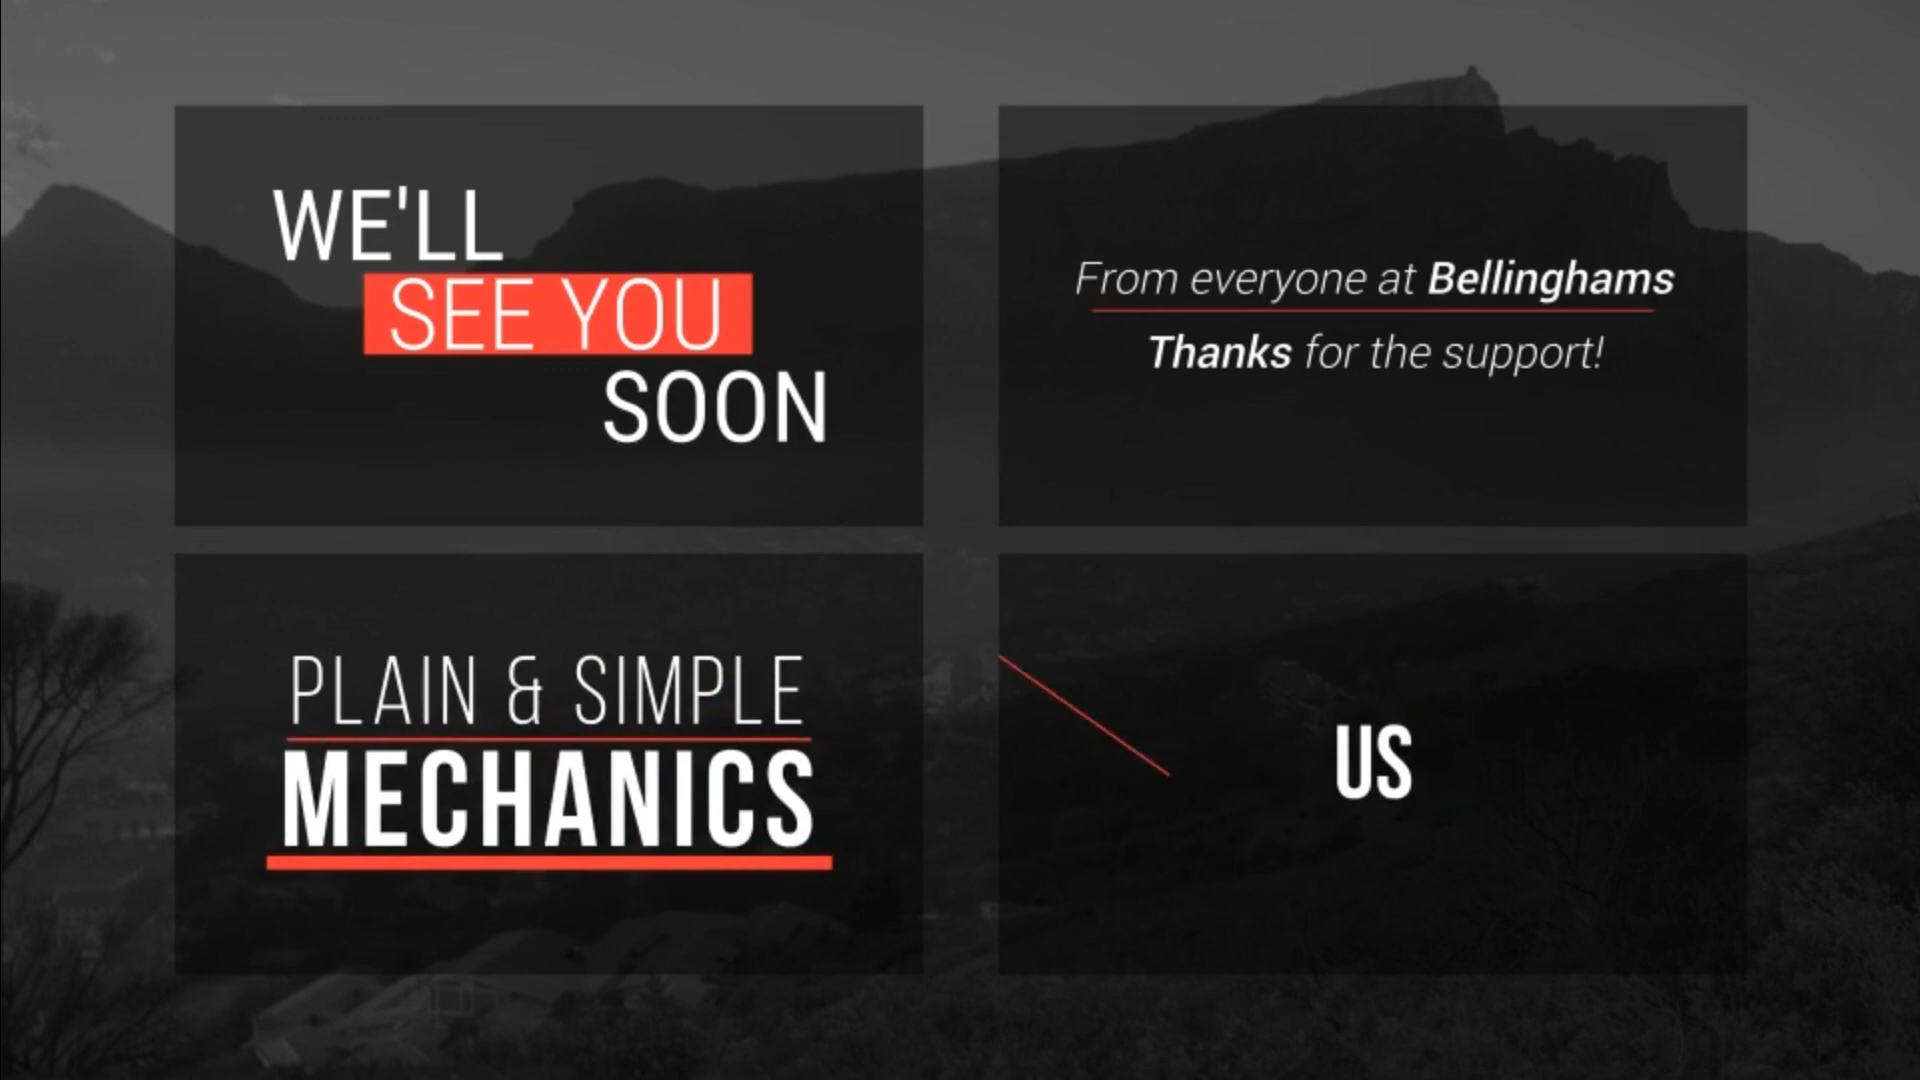 WE'LL
SEE YOU
SOON
From everyone at Bellinghams
Thanks for the support!
PLAIN & SIMPLE
MECHANICS
US